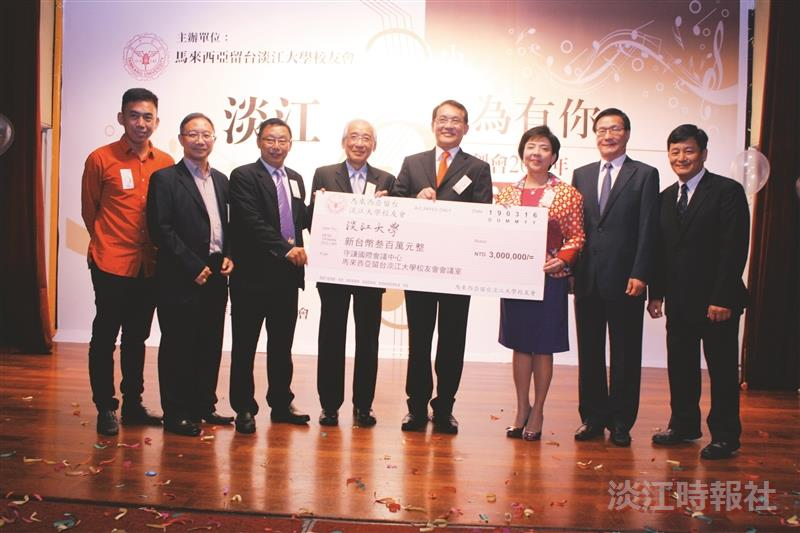 主辦單位：
馬來西亞留台淡江大學校友會
淡江
為有你
馬來西亞留台
淡江大學校友會
A/C PAYEE ONLY
190316
DUMMY
淡江大學
新台幣叁百萬元整
NTD 3,000,000/=
守謙國際會議中心
馬來西亞留台淡江大學校友會會議室
馬來西亞留台淡江大學校友會
會
淡江時報社